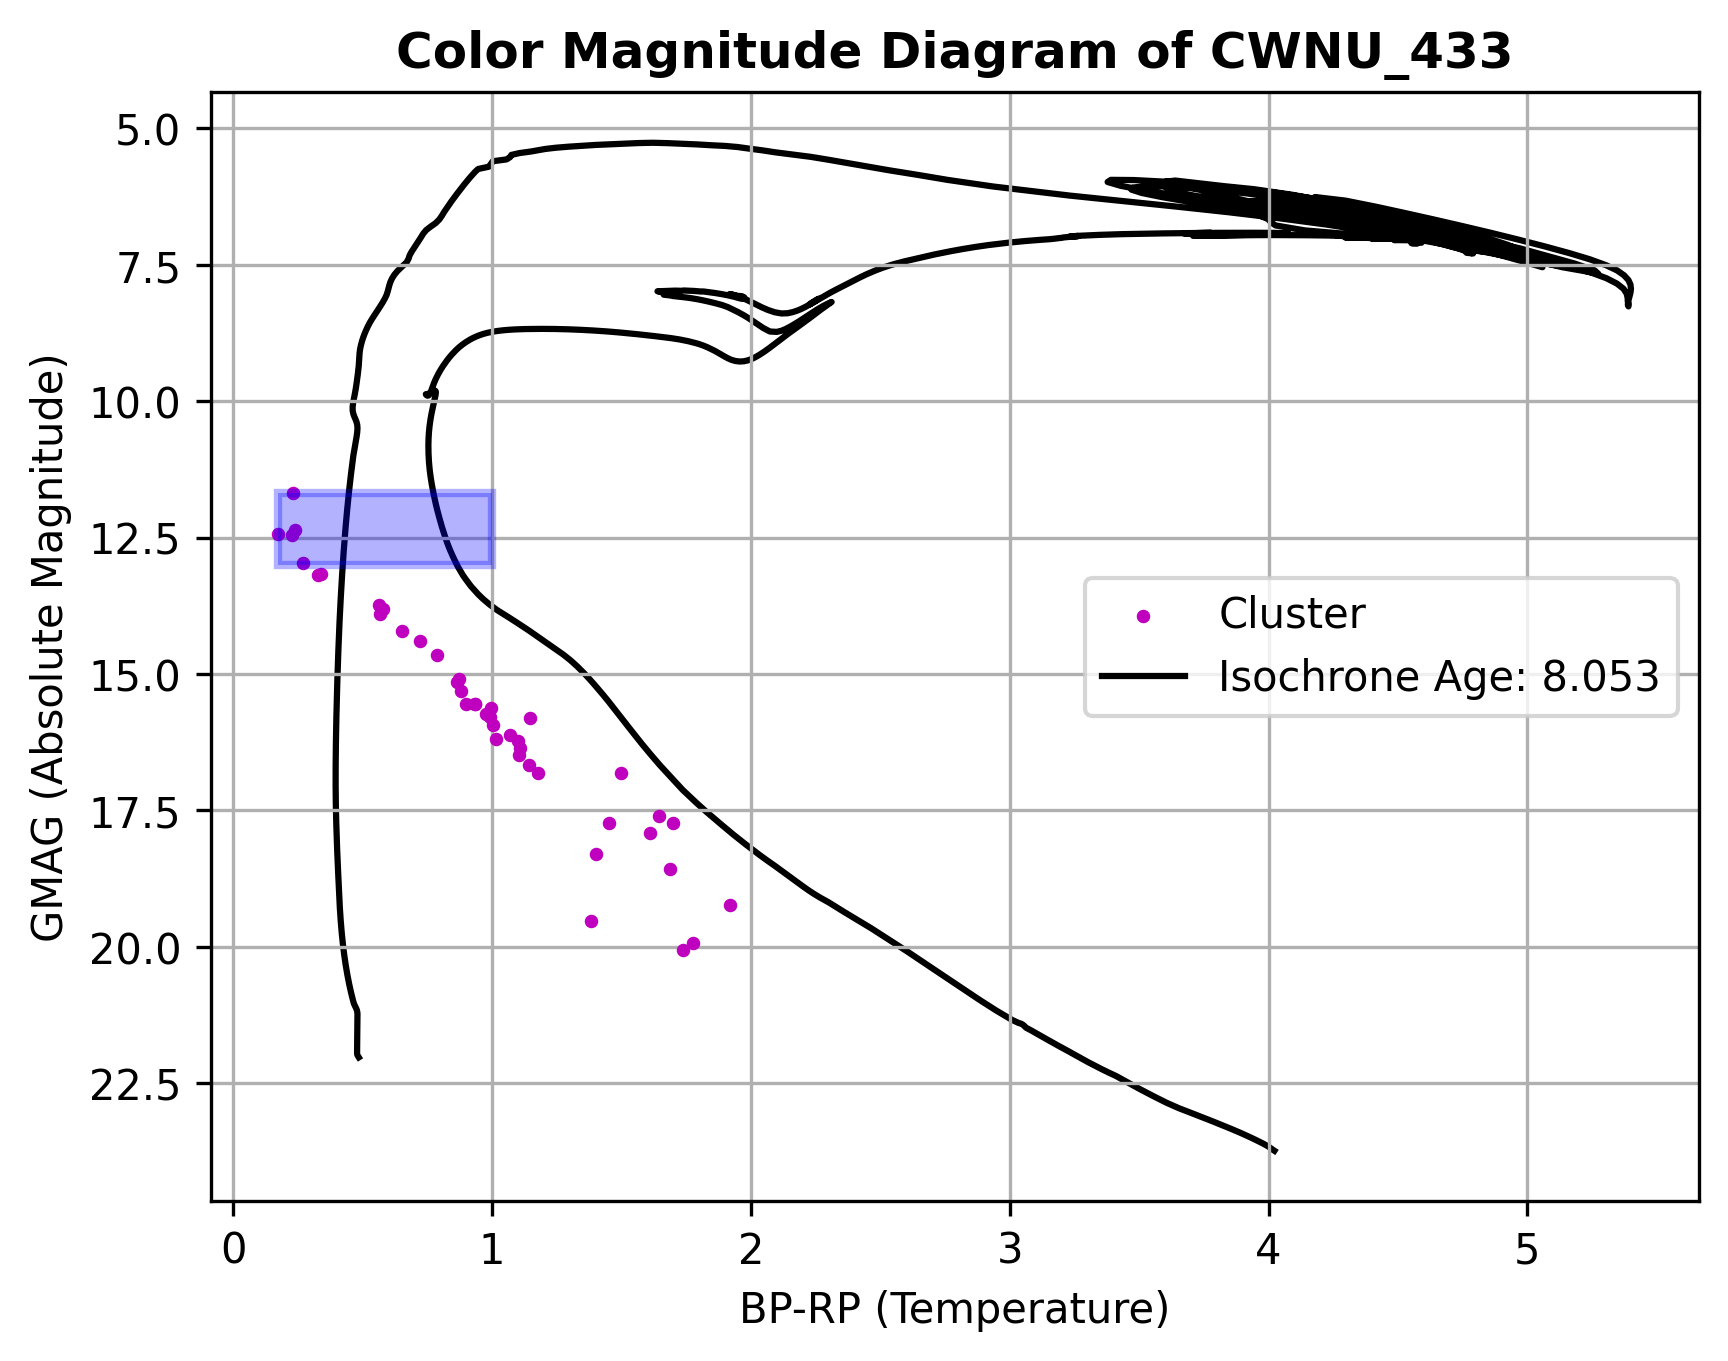 Color Magnitude Diagram of CWNU_433
GMAG (Absolute Magnitude)
5.0
7.5
10.0
12.5
15.0
17.5
20.0
22.5
Cluster
Isochrone Age: 8.053
0 1 2 3 4 5
BP-RP (Temperature)